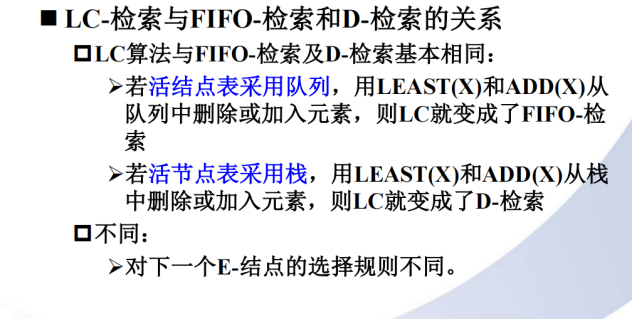 ■ LC-检索与FIFO-检索和D-检索的关系
LC算法与FIFO-检索及D-检索基本相同：
➢若活结点表采用队列，用LEAST(X)和ADD(X)从
队列中删除或加入元素，则LC就变成了FIFO-检
索
➢若活节点表采用栈，用LEAST(X)和ADD(X)从栈
中删除或加入元素，则LC就变成了D-检索
不同：
➢对下一个E-结点的选择规则不同。